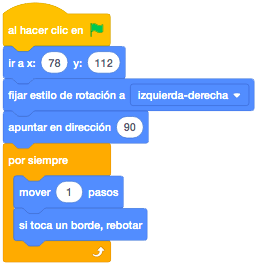 al hacer clic en
ir a x: 78 y: 112
fijar estilo de rotación a izquierda-derecha
apuntar en dirección 90
por siempre
mover 1 pasos
si toca un borde, rebotar